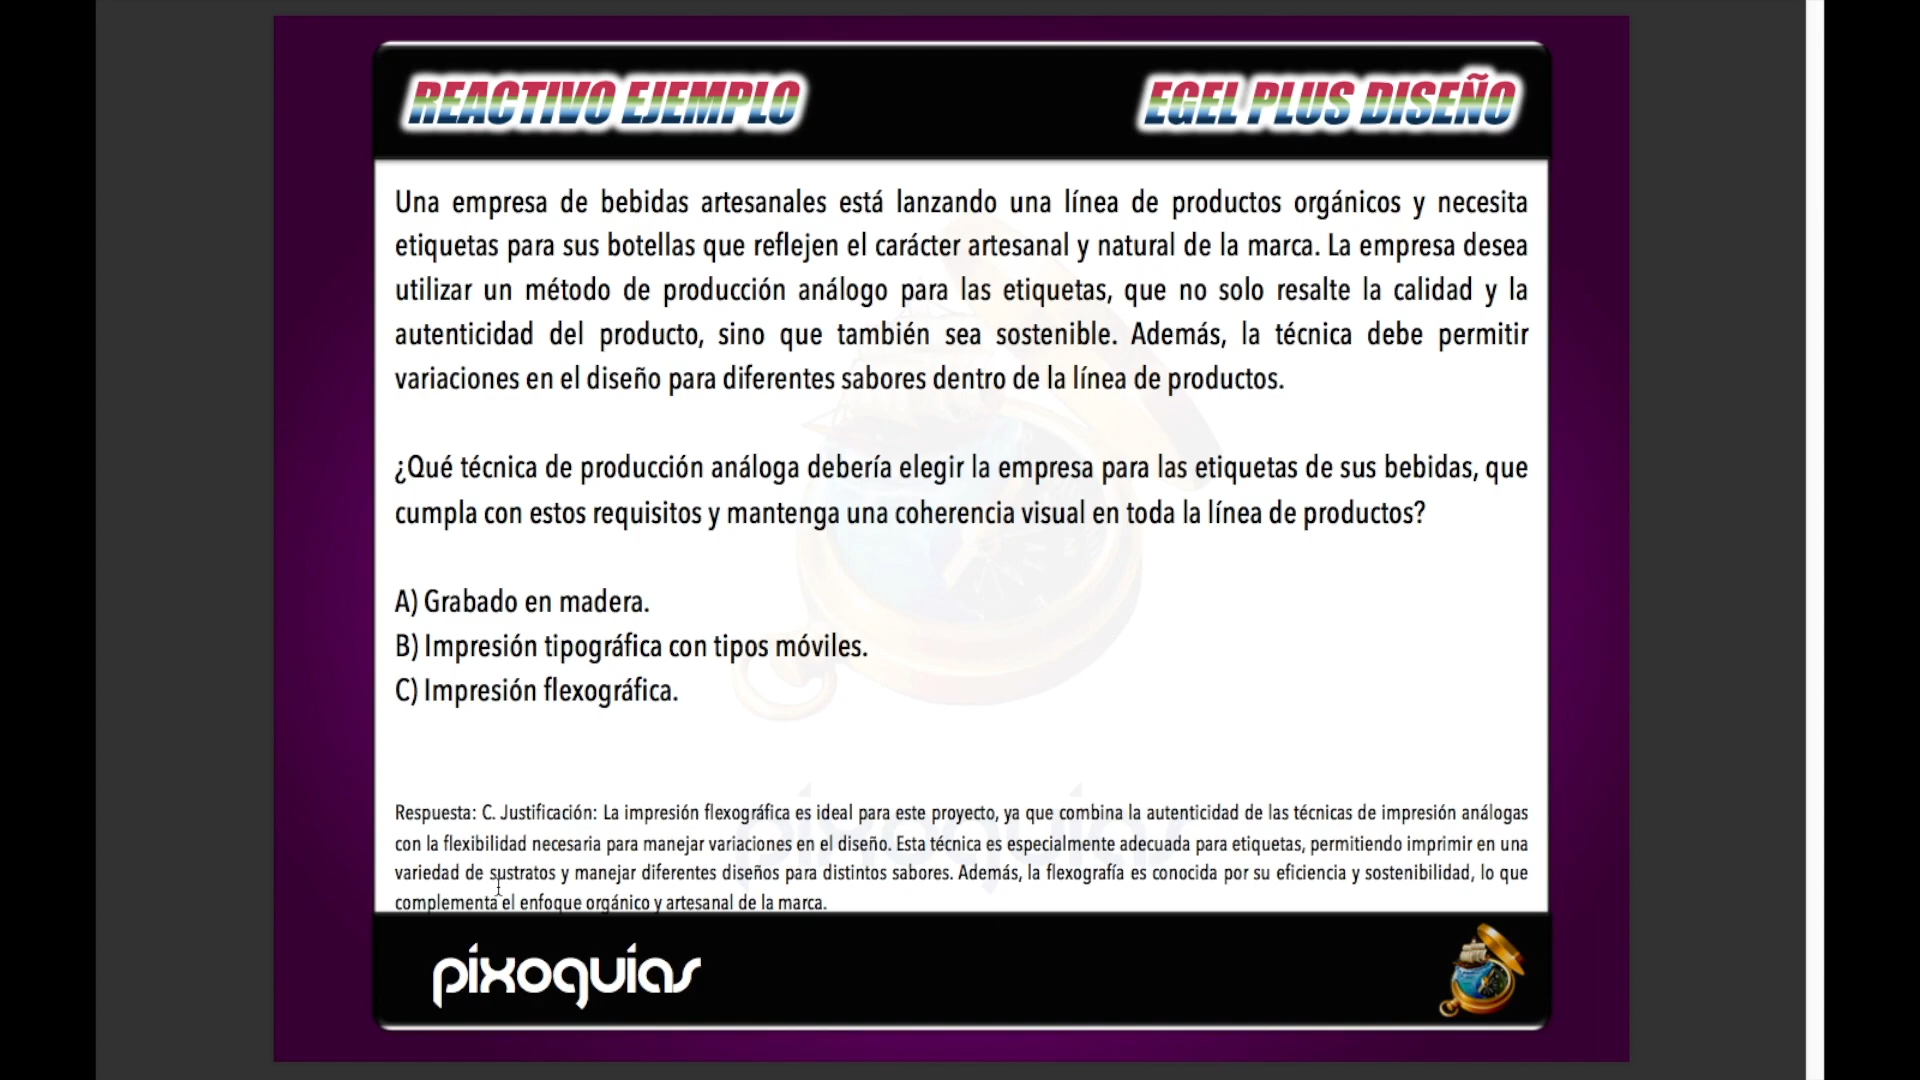 REACTIVO EJEMPLO
EGEL PLUS DISEÑO
Una empresa de bebidas artesanales está lanzando una línea de productos orgánicos y necesita
etiquetas para sus botellas que reflejen el carácter artesanal y natural de la marca. La empresa desea
utilizar un método de producción análogo para las etiquetas, que no solo resalte la calidad y la
autenticidad del producto, sino que también sea sostenible. Además, la técnica debe permitir
variaciones en el diseño para diferentes sabores dentro de la línea de productos.
¿Qué técnica de producción análoga debería elegir la empresa para las etiquetas de sus bebidas, que
cumpla con estos requisitos y mantenga una coherencia visual en toda la línea de productos?
A) Grabado en madera.
B) Impresión tipográfica con tipos móviles.
C) Impresión flexográfica.
Respuesta: C. Justificación: La impresión flexográfica es ideal para este proyecto, ya que combina la autenticidad de las técnicas de impresión análogas
con la flexibilidad necesaria para manejar variaciones en el diseño. Esta técnica es especialmente adecuada para etiquetas, permitiendo imprimir en una
variedad de sustratos y manejar diferentes diseños para distintos sabores. Además, la flexografía es conocida por su eficiencia y sostenibilidad, lo que
complementa el enfoque orgánico y artesanal de la marca.
pixoguias
pixoguias